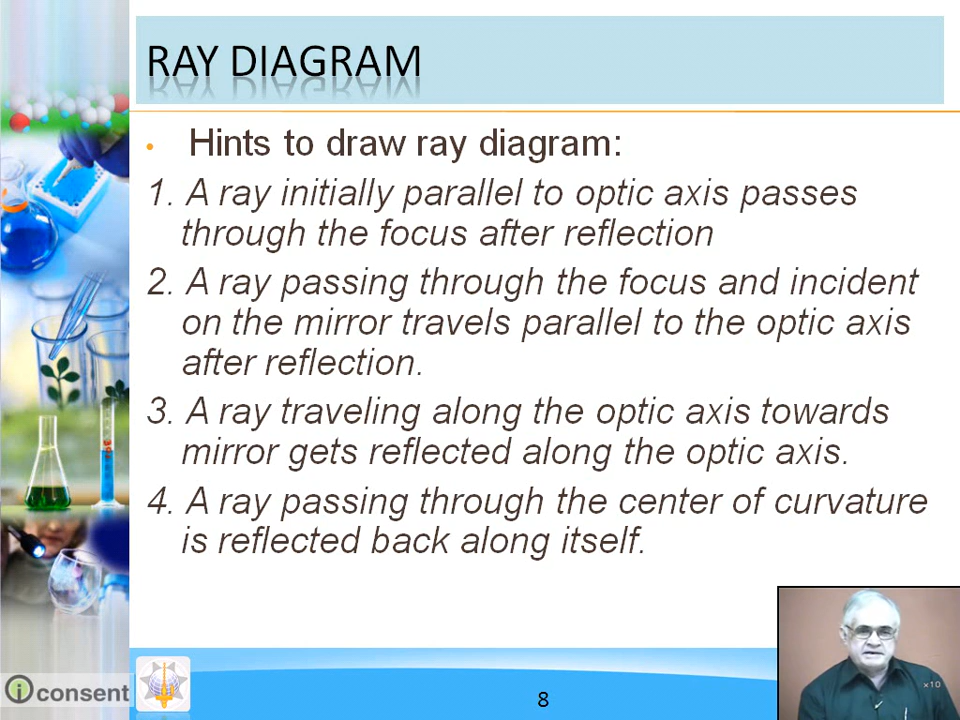 RAY DIAGRAM
• Hints to draw ray diagram:
1. A ray initially parallel to optic axis passes
through the focus after reflection
2. A ray passing through the focus and incident
on the mirror travels parallel to the optic axis
after reflection.
3. A ray traveling along the optic axis towards
mirror gets reflected along the optic axis.
4. A ray passing through the center of curvature
is reflected back along itself.
×10
i consent
8